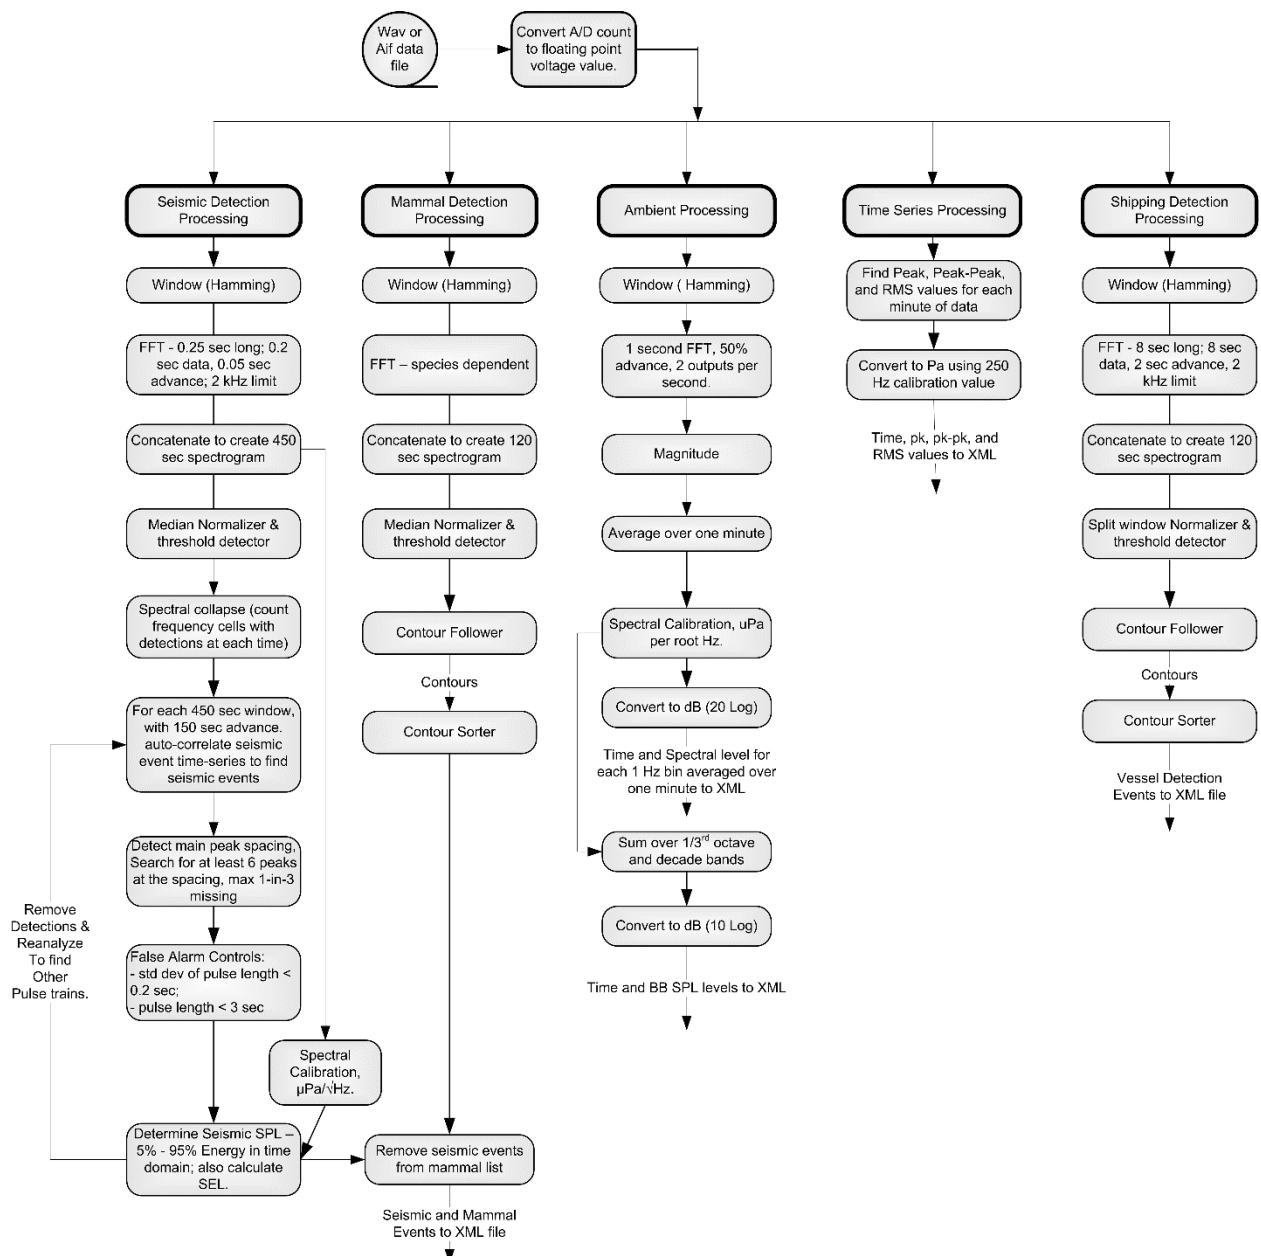 Wav or
Aif data
file
Convert A/D count
to floating point
voltage value.
Seismic Detection
Processing
Window (Hamming)
FFT - 0.25 sec long; 0.2
sec data, 0.05 sec
advance; 2 kHz limit
Concatenate to create 450
sec spectrogram
Median Normalizer &
threshold detector
Spectral collapse (count
frequency cells with
detections at each time)
For each 450 sec window,
with 150 sec advance.
auto-correlate seismic
event time-series to find
seismic events
Detect main peak spacing,
Search for at least 6 peaks
at the spacing, max 1-in-3
missing
False Alarm Controls:
- std dev of pulse length <
0.2 sec;
- pulse length < 3 sec
Remove
Detections &
Reanalyze
To find
Other
Pulse trains.
Spectral
Calibration,
µPa/√Hz.
Determine Seismic SPL –
5% - 95% Energy in time
domain; also calculate
SEL.
Mammal Detection
Processing
Window (Hamming)
FFT – species dependent
Concatenate to create 120
sec spectrogram
Median Normalizer &
threshold detector
Contour Follower
Contours
Contour Sorter
Remove seismic events
from mammal list
Seismic and Mammal
Events to XML file
Ambient Processing
Window ( Hamming)
1 second FFT, 50%
advance, 2 outputs per
second.
Magnitude
Average over one minute
Spectral Calibration, uPa
per root Hz.
Convert to dB (20 Log)
Time and Spectral level for
each 1 Hz bin averaged over
one minute to XML
Sum over 1/3rd octave
and decade bands
Convert to dB (10 Log)
Time and BB SPL levels to XML
Time Series Processing
Find Peak, Peak-Peak,
and RMS values for each
minute of data
Convert to Pa using 250
Hz calibration value
Time, pk, pk-pk, and
RMS values to XML
Shipping Detection
Processing
Window (Hamming)
FFT - 8 sec long; 8 sec
data, 2 sec advance, 2
kHz limit
Concatenate to create 120
sec spectrogram
Split window Normalizer &
threshold detector
Contour Follower
Contours
Contour Sorter
Vessel Detection
Events to XML file